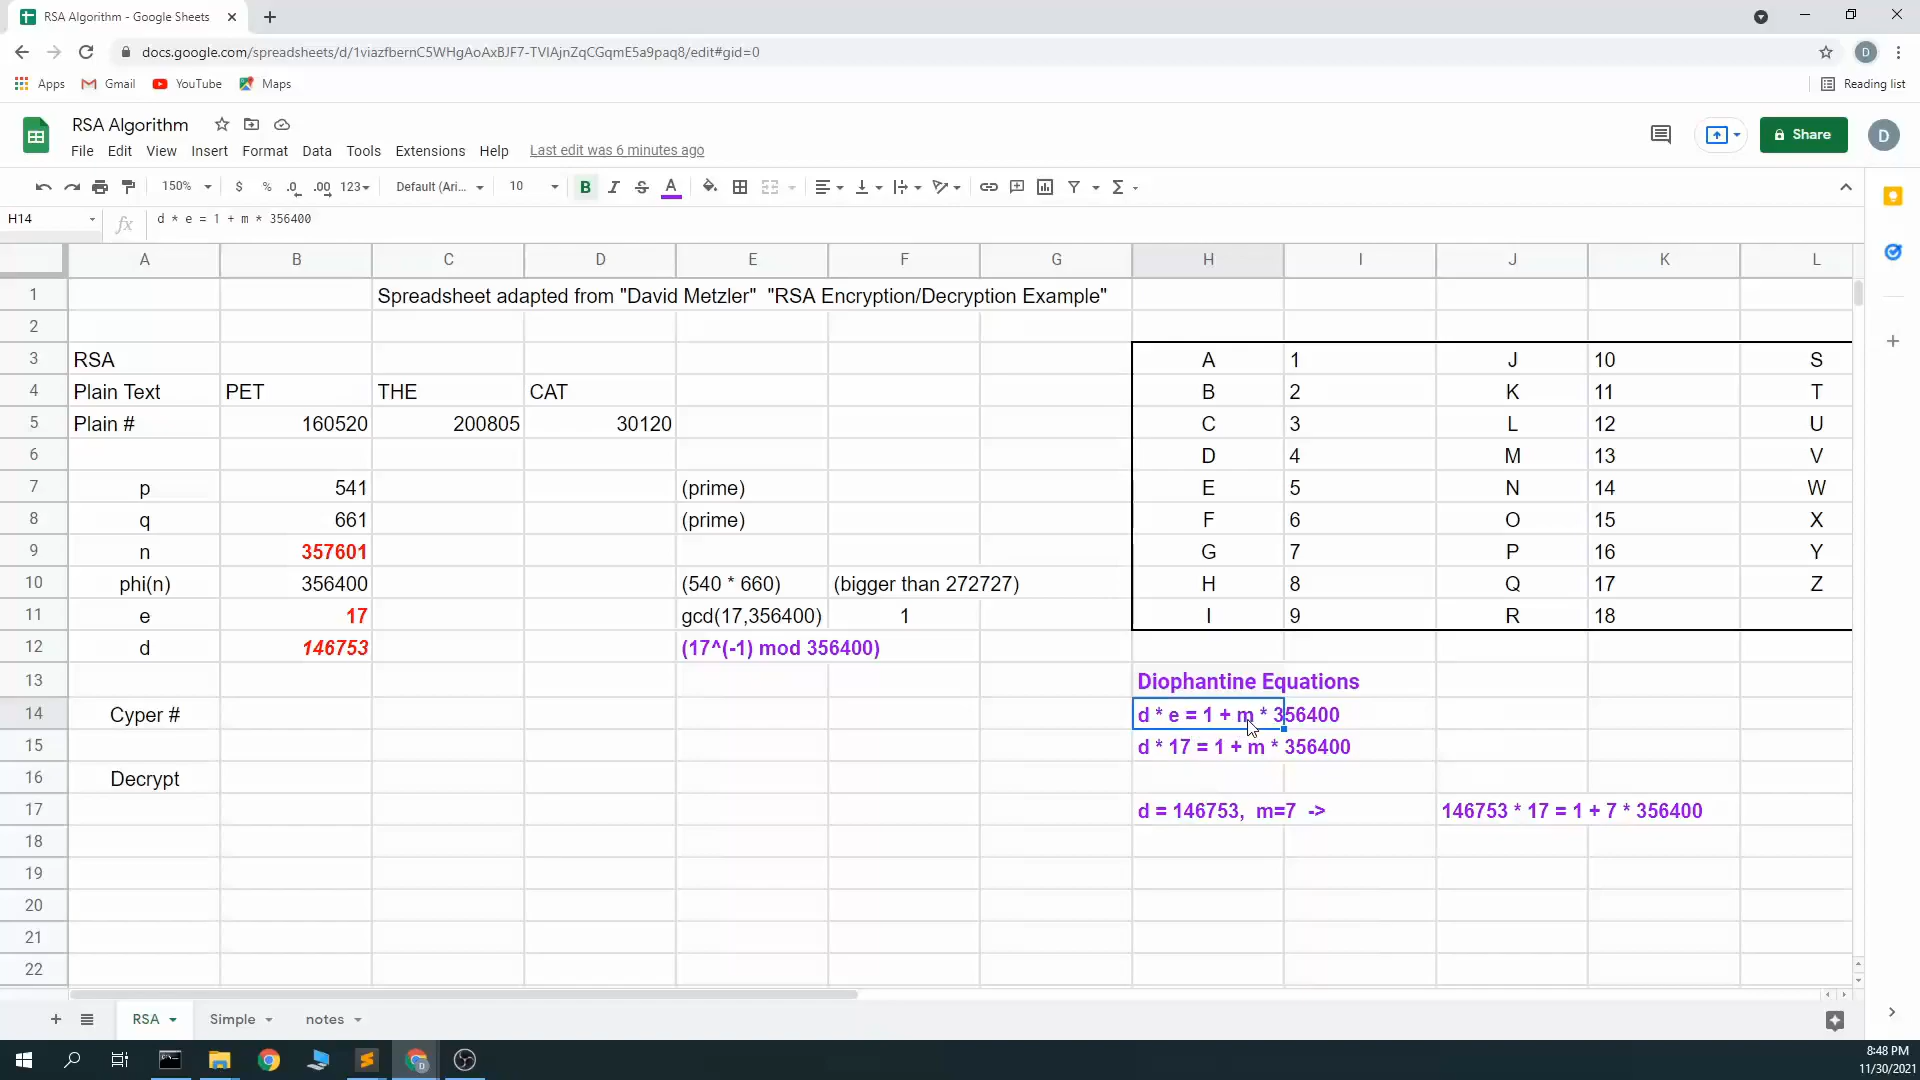 RSA Algorithm - Google Sheets
docs.google.com/spreadsheets/d/1viazfbernC5WHgAoAxBJF7-TVIAjnZqCGqmE5a9paq8/edit#gid=0
D
Apps Gmail YouTube Maps Reading list
RSA Algorithm
Share D
File Edit View Insert Format Data Tools Extensions Help Last edit was 6 minutes ago
150% $ % .0 .00 123 Default (Ari... 10 B I S A Σ
H14 fx d * e = 1 + m * 356400
A B C D E F G H I J K L
1 Spreadsheet adapted from "David Metzler" "RSA Encryption/Decryption Example"
2
3 RSA A 1 J 10 S
4 Plain Text PET THE CAT B 2 K 11 T
5 Plain # 160520 200805 30120 C 3 L 12 U
6 D 4 M 13 V
7 p 541 (prime) E 5 N 14 W
8 q 661 (prime) F 6 O 15 X
9 n 357601 G 7 P 16 Y
10 phi(n) 356400 (540 * 660) (bigger than 272727) H 8 Q 17 Z
11 e 17 gcd(17,356400) 1 I 9 R 18
12 d 146753 (17^(-1) mod 356400)
13 Diophantine Equations
14 Cyper # d * e = 1 + m * 356400
15 d * 17 = 1 + m * 356400
16 Decrypt
17 d = 146753, m=7 -> 146753 * 17 = 1 + 7 * 356400
18
19
20
21
22
RSA Simple notes
8:48 PM
11/30/2021